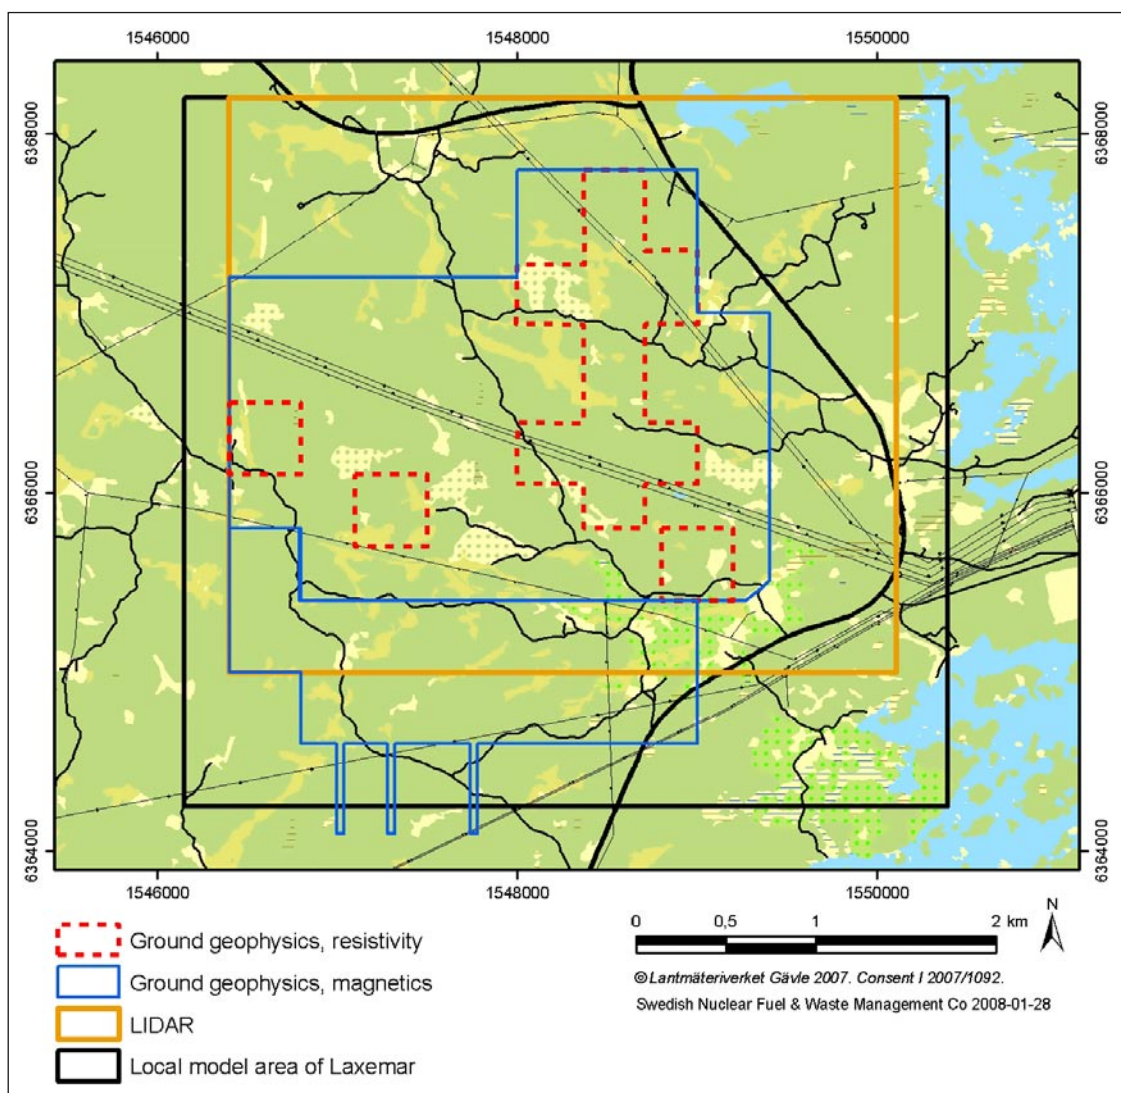 1546000 1548000 1550000
6368000 6368000
6366000 6366000
6364000 6364000
1546000 1548000 1550000
Ground geophysics, resistivity
Ground geophysics, magnetics
LIDAR
Local model area of Laxemar
0 0,5 1 2 km
N
©Lantmäteriverket Gävle 2007. Consent I 2007/1092.
Swedish Nuclear Fuel & Waste Management Co 2008-01-28